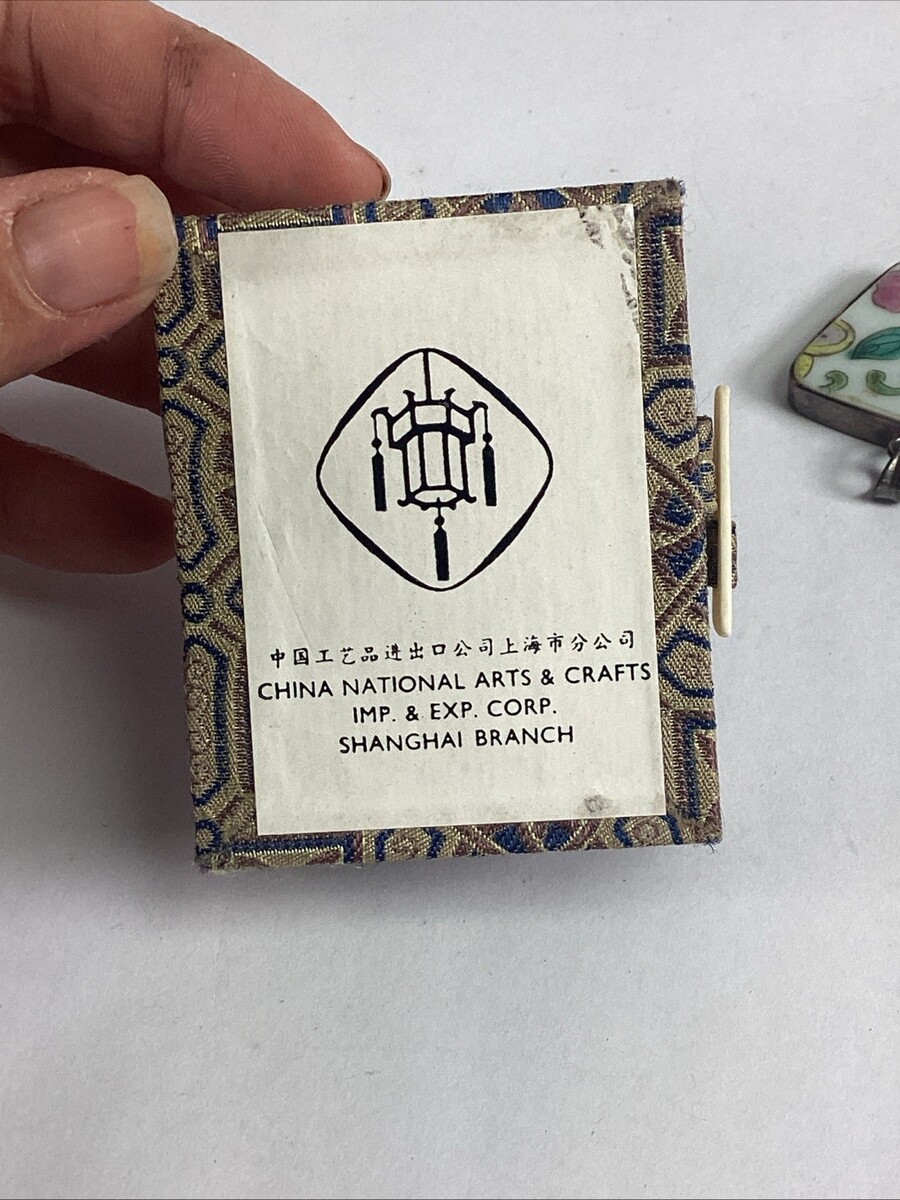 中国工艺品进出口公司上海市分公司
CHINA NATIONAL ARTS & CRAFTS
IMP. & EXP. CORP.
SHANGHAI BRANCH